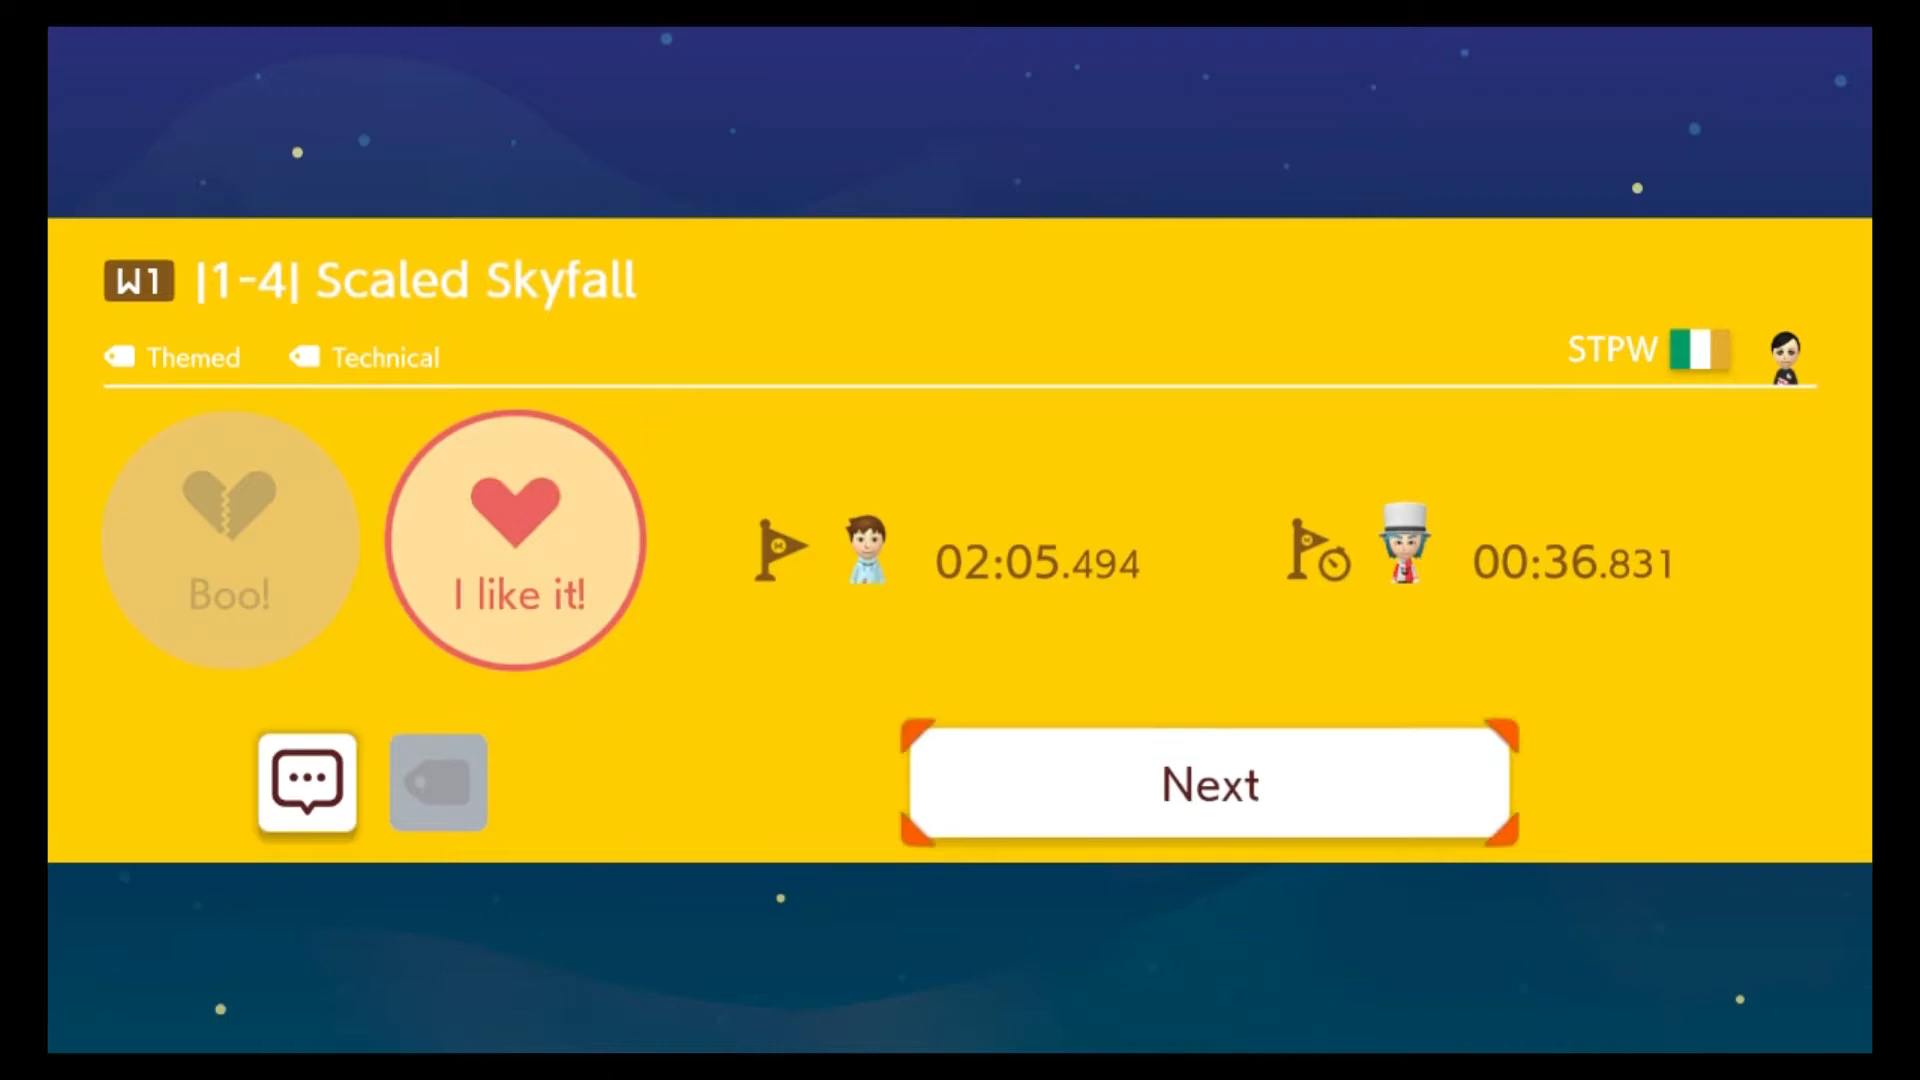 W1 |1-4| Scaled Skyfall
Themed Technical
STPW
Boo!
I like it!
M 02:05.494
M 00:36.831
Next